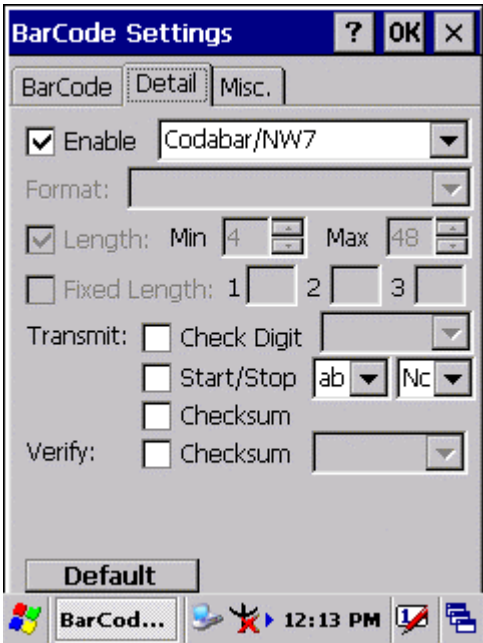 BarCode Settings ? OK ×
BarCode Detail Misc.
Enable Codabar/NW7
Format:
Length: Min 4 Max 48
Fixed Length: 1 2 3
Transmit: Check Digit
Start/Stop ab Nc
Checksum
Verify: Checksum
Default
BarCod... 12:13 PM 1